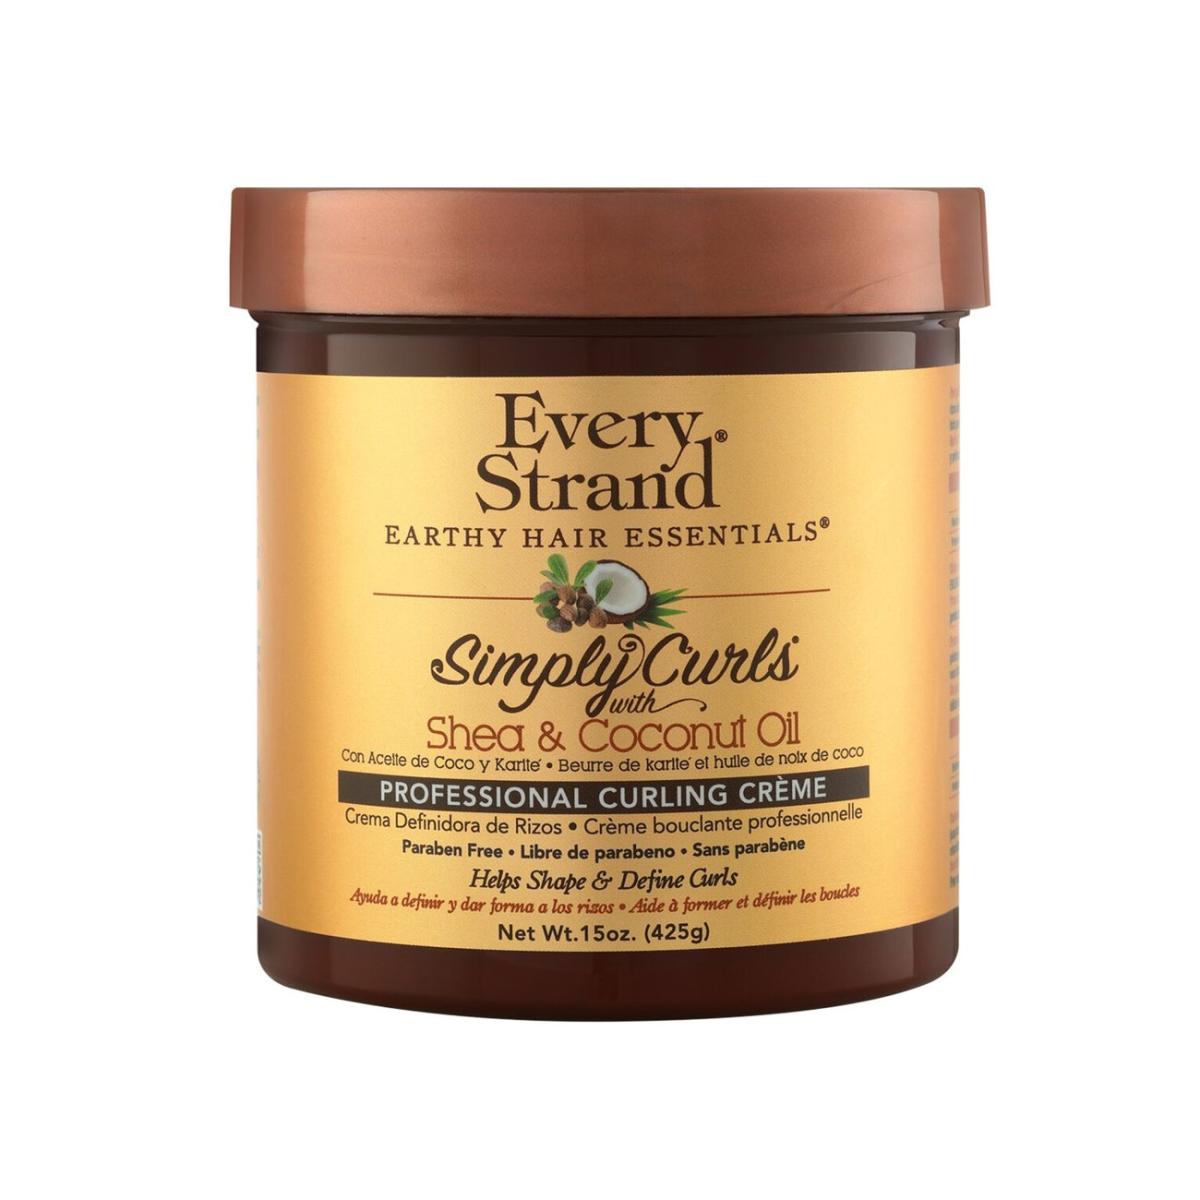 Every
Strand®
EARTHY HAIR ESSENTIALS®
Simply Curls
with
Shea & Coconut Oil
Con Aceite de Coco y Karité • Beurre de karité et huile de noix de coco
PROFESSIONAL CURLING CRÈME
Crema Definidora de Rizos • Crème bouclante professionnelle
Paraben Free • Libre de parabeno • Sans parabène
Helps Shape & Define Curls
Ayuda a definir y dar forma a los rizos • Aide à former et définir les boucles
Net Wt.15oz. (425g)